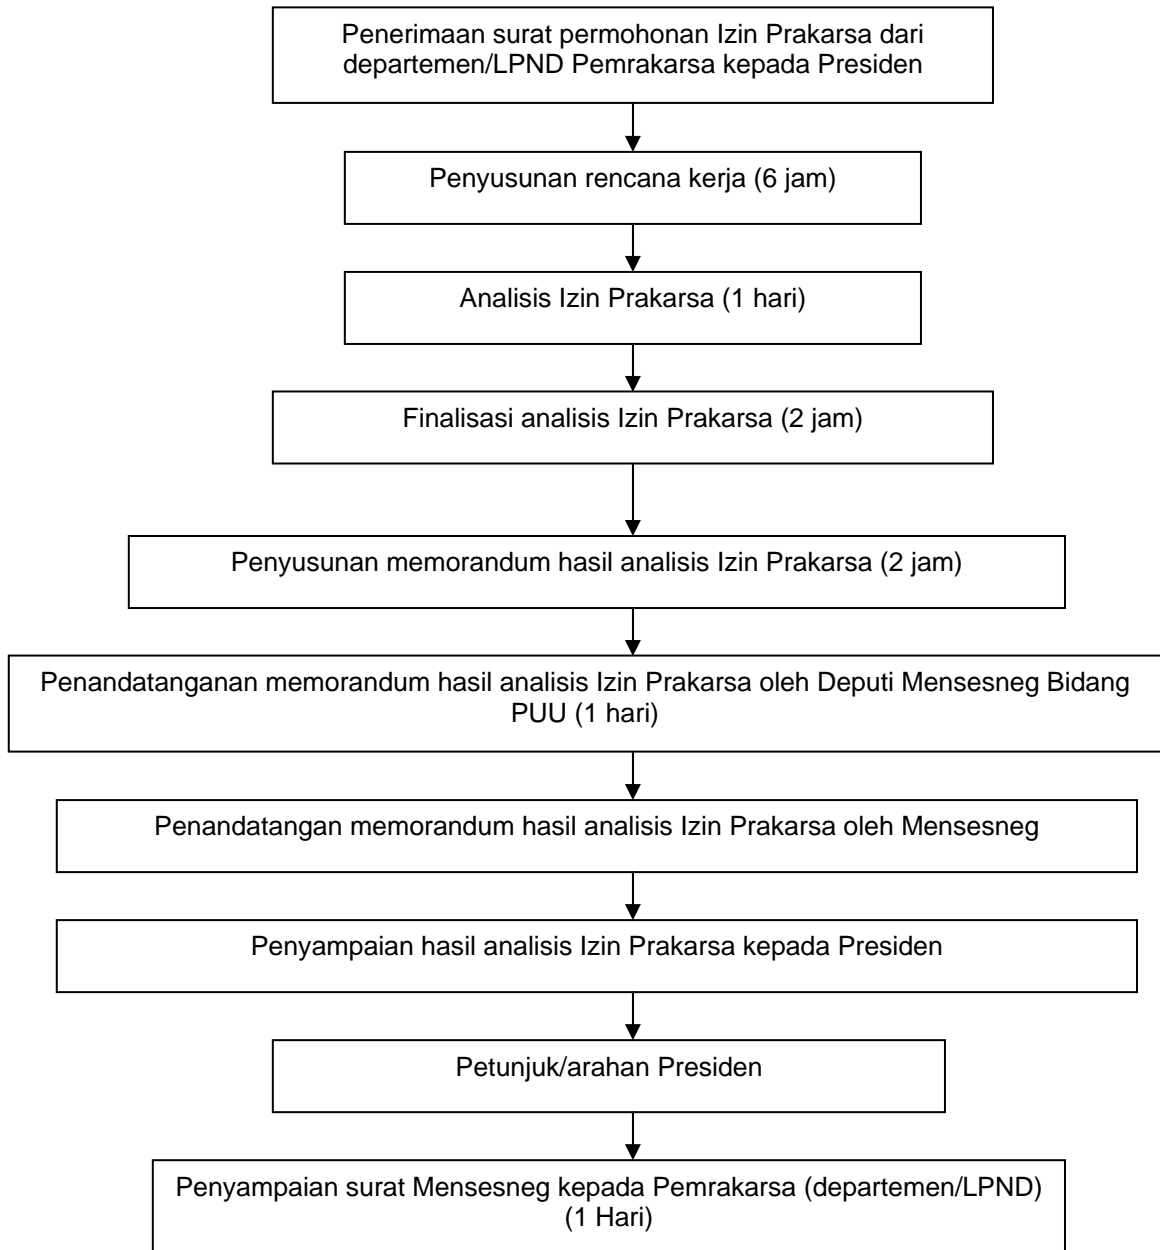 Penerimaan surat permohonan Izin Prakarsa dari
departemen/LPND Pemrakarsa kepada Presiden
Penyusunan rencana kerja (6 jam)
Analisis Izin Prakarsa (1 hari)
Finalisasi analisis Izin Prakarsa (2 jam)
Penyusunan memorandum hasil analisis Izin Prakarsa (2 jam)
Penandatanganan memorandum hasil analisis Izin Prakarsa oleh Deputi Mensesneg Bidang
PUU (1 hari)
Penandatangan memorandum hasil analisis Izin Prakarsa oleh Mensesneg
Penyampaian hasil analisis Izin Prakarsa kepada Presiden
Petunjuk/arahan Presiden
Penyampaian surat Mensesneg kepada Pemrakarsa (departemen/LPND)
(1 Hari)